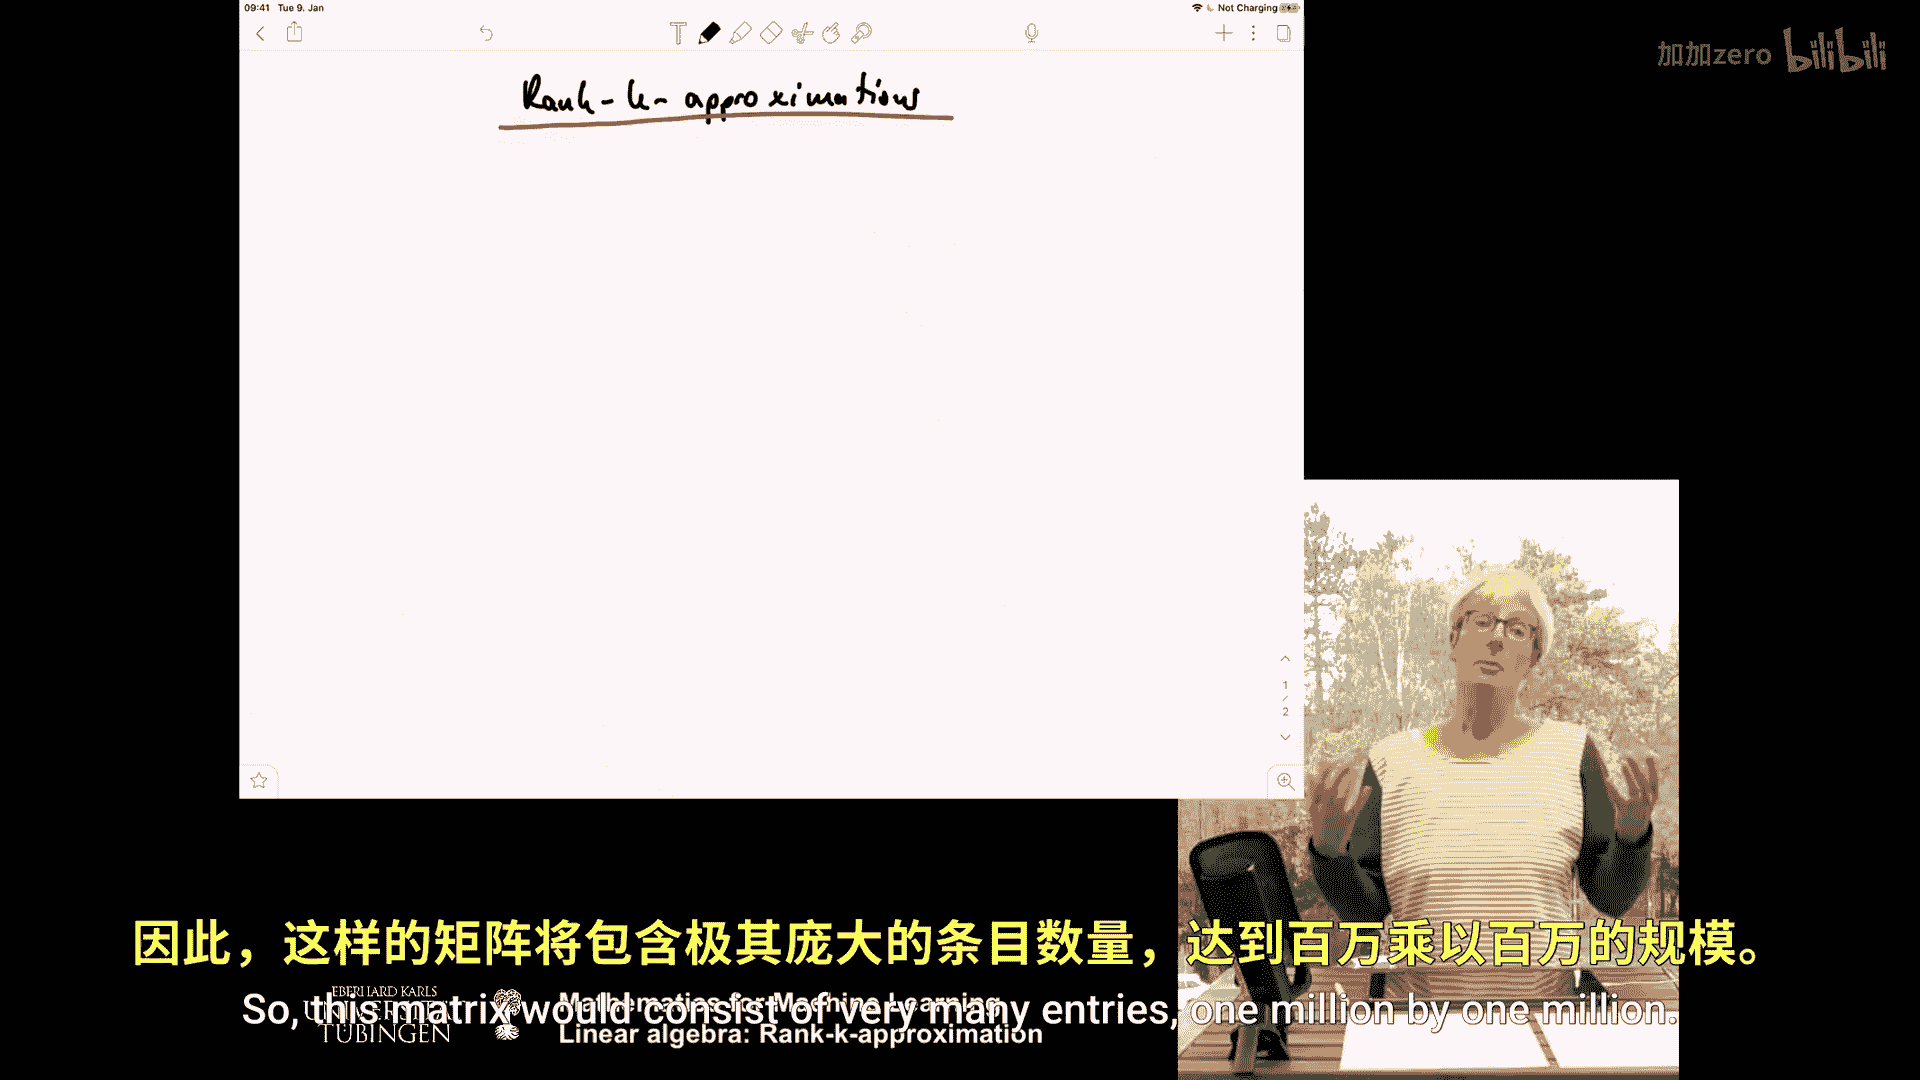 09:41 Tue 9. Jan
Not Charging
加加zero bilibili
T
Rank-k-approximations
1
/
2
因此，这样的矩阵将包含极其庞大的条目数量，达到百万乘以百万的规模。
So, this matrix would consist of very many entries, one million by one million.
EBERHARD KARLS
UNIVERSITÄT
TÜBINGEN
Mathematics for Machine Learning
Linear algebra: Rank-k-approximation